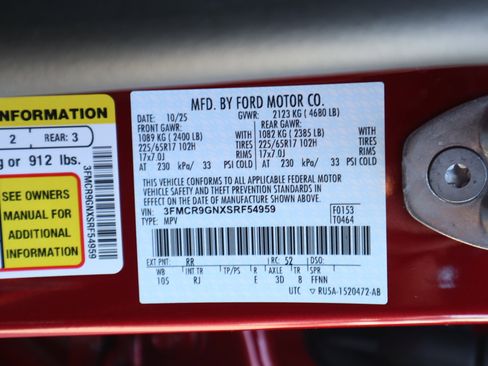 INFORMATION
2 REAR: 3
g or 912 lbs.
SEE OWNERS
MANUAL FOR
ADDITIONAL
INFORMATION
3FMCR9GNXSRF54959
MFD. BY FORD MOTOR CO.
DATE: 10/25 GVWR: 2123 KG ( 4680 LB)
FRONT GAWR: REAR GAWR:
1089 KG ( 2400 LB) WITH 1082 KG ( 2385 LB) WITH
225/65R17 102H TIRES 225/65R17 102H TIRES
17x7.0J RIMS 17x7.0J RIMS
AT 230 kPa/ 33 PSI COLD AT 230 kPa/ 33 PSI COLD
THIS VEHICLE CONFORMS TO ALL APPLICABLE FEDERAL MOTOR
VEHICLE SAFETY AND THEFT PREVENTION STANDARDS IN
EFFECT ON THE DATE OF MANUFACTURE SHOWN ABOVE.
VIN: 3FMCR9GNXSRF54959 F0153
TYPE: MPV T0464
EXT PNT: RR RC: 52 DSO:
WB INT TR TP/PS R AXLE TR SPR
105 RJ E 3D 8 FFNN
UTC ▽ RU5A-1520472-AB